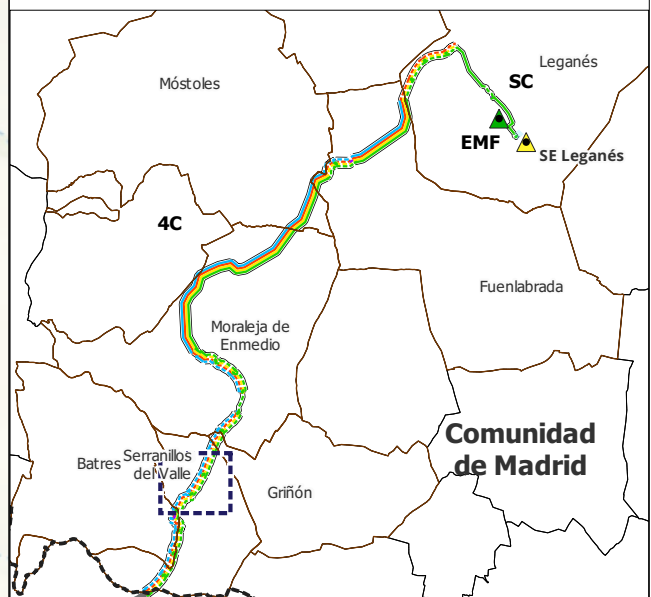 Leganés
SC
Móstoles
EMF
SE Leganés
4C
Fuenlabrada
Moraleja de
Enmedio
Comunidad
de Madrid
Batres
Serranillos
del Valle
Griñón